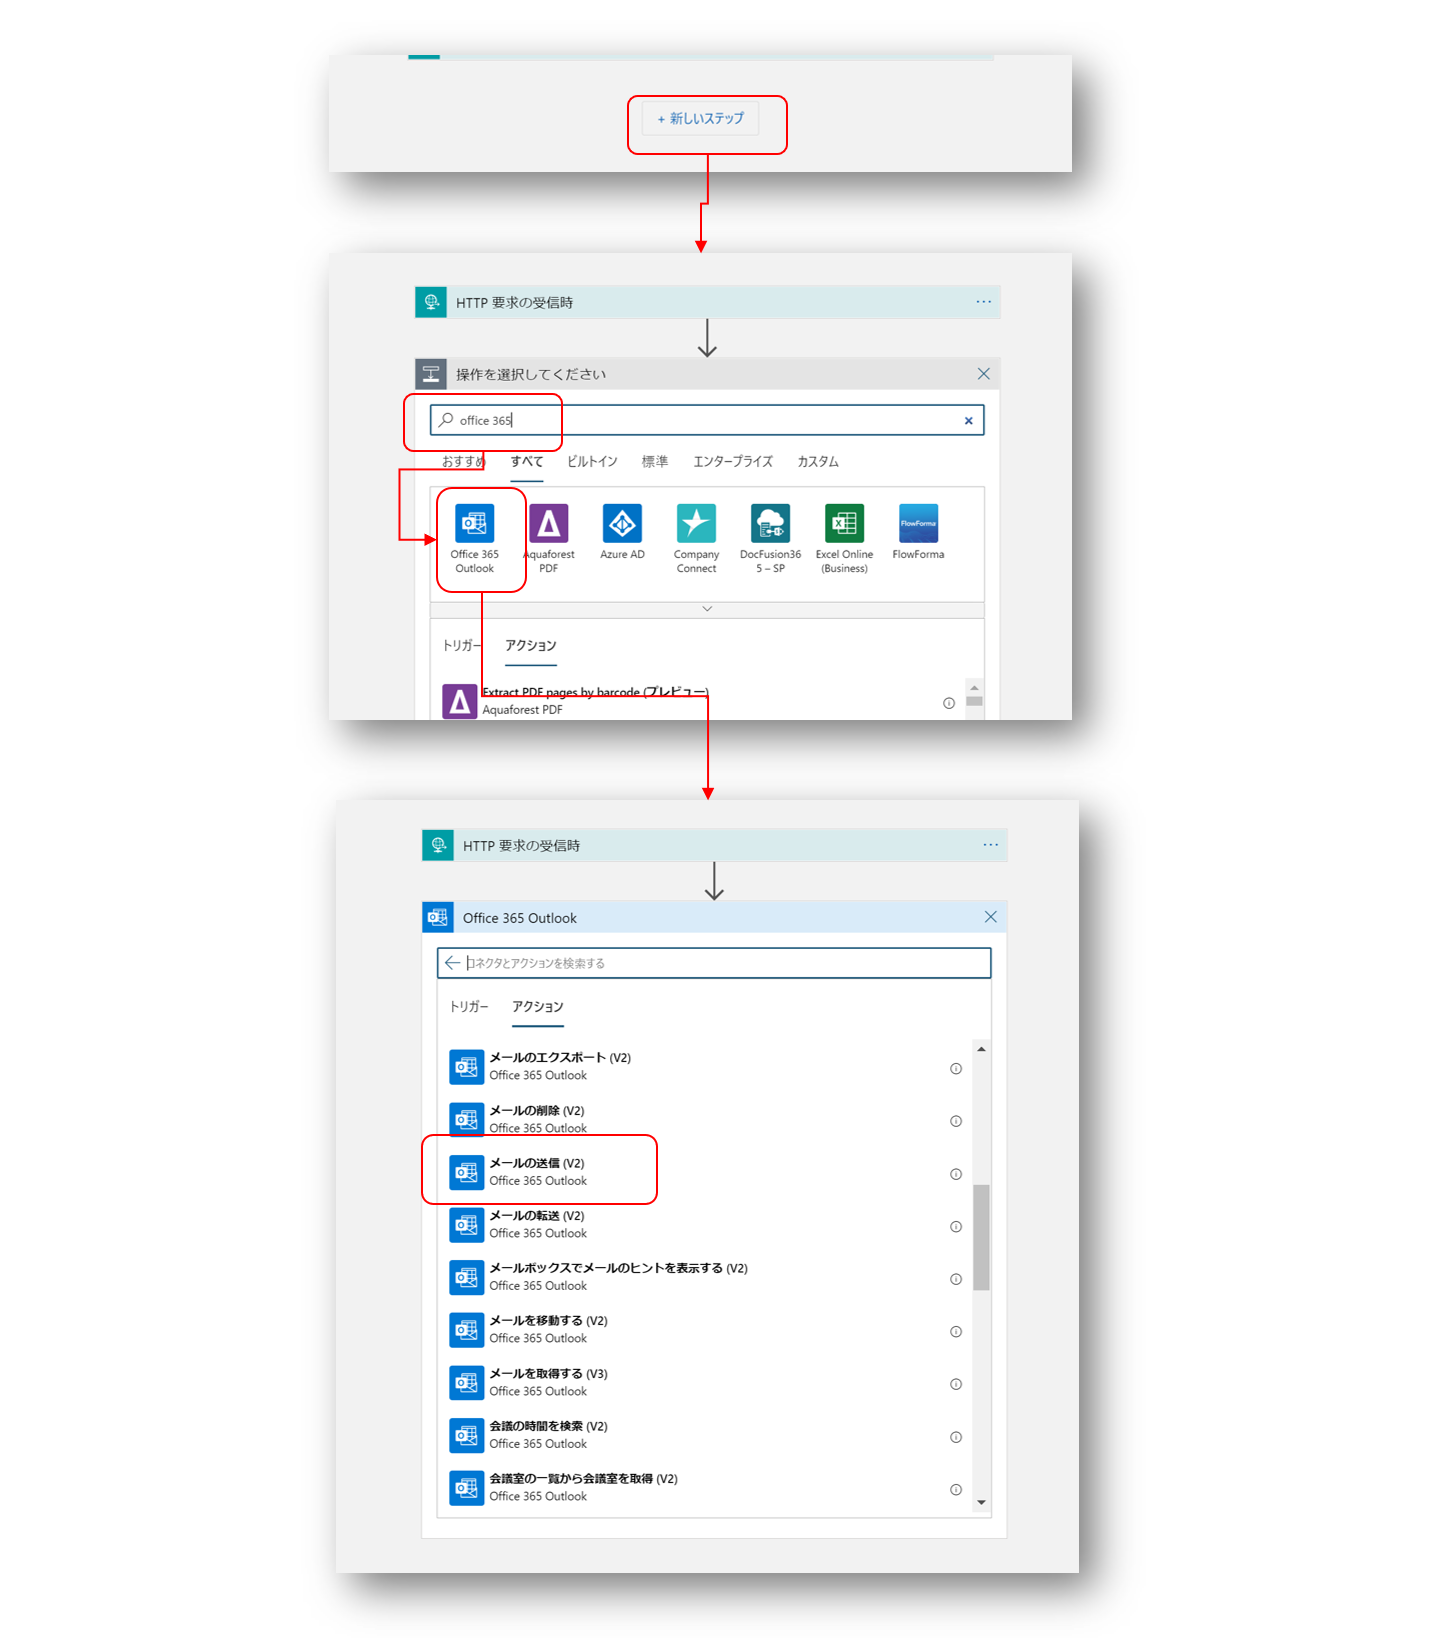 + 新しいステップ
HTTP 要求の受信時
操作を選択してください
office 365
おすすめ すべて ビルトイン 標準 エンタープライズ カスタム
Office 365 Outlook
Aquaforest PDF
Azure AD
Company Connect
DocFusion365 – SP
Excel Online (Business)
FlowForma
FlowForma
トリガー アクション
Extract PDF pages by barcode (プレビュー)
Aquaforest PDF
HTTP 要求の受信時
Office 365 Outlook
コネクタとアクションを検索する
トリガー アクション
メールのエクスポート (V2)
Office 365 Outlook
メールの削除 (V2)
Office 365 Outlook
メールの送信 (V2)
Office 365 Outlook
メールの転送 (V2)
Office 365 Outlook
メールボックスでメールのヒントを表示する (V2)
Office 365 Outlook
メールを移動する (V2)
Office 365 Outlook
メールを取得する (V3)
Office 365 Outlook
会議の時間を検索 (V2)
Office 365 Outlook
会議室の一覧から会議室を取得 (V2)
Office 365 Outlook